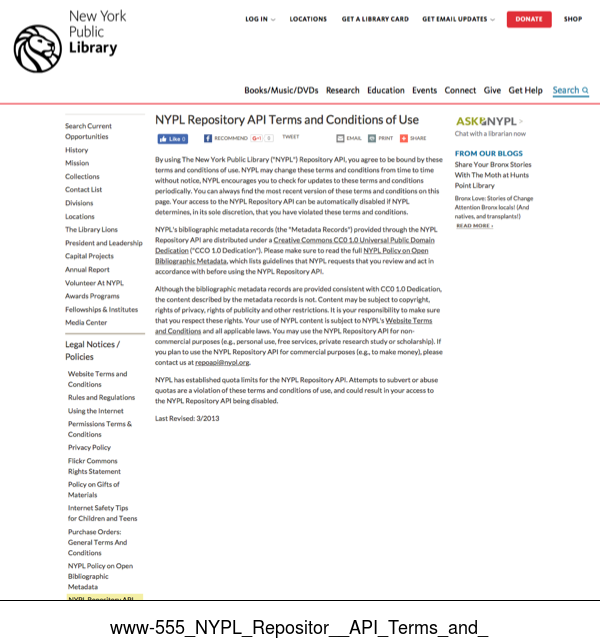 New York
Public
Library
LOG IN
LOCATIONS
GET A LIBRARY CARD
GET EMAIL UPDATES
DONATE
SHOP
Books/Music/DVDs Research Education Events Connect Give Get Help Search
Search Current
Opportunities
History
Mission
Collections
Contact List
Divisions
Locations
The Library Lions
President and Leadership
Capital Projects
Annual Report
Volunteer At NYPL
Awards Programs
Fellowships & Institutes
Media Center
Legal Notices /
Policies
Website Terms and
Conditions
Rules and Regulations
Using the Internet
Permissions Terms &
Conditions
Privacy Policy
Flickr Commons
Rights Statement
Policy on Gifts of
Materials
Internet Safety Tips
for Children and Teens
Purchase Orders:
General Terms And
Conditions
NYPL Policy on Open
Bibliographic
Metadata
NYPL Repository API
NYPL Repository API Terms and Conditions of Use
Like 0 RECOMMEND G+1 0 TWEET EMAIL PRINT SHARE
By using The New York Public Library ("NYPL") Repository API, you agree to be bound by these
terms and conditions of use. NYPL may change these terms and conditions from time to time
without notice, NYPL encourages you to check for updates to these terms and conditions
periodically. You can always find the most recent version of these terms and conditions on this
page. Your access to the NYPL Repository API can be automatically disabled if NYPL
determines, in its sole discretion, that you have violated these terms and conditions.
NYPL's bibliographic metadata records (the "Metadata Records") provided through the NYPL
Repository API are distributed under a Creative Commons CC0 1.0 Universal Public Domain
Dedication ("CC0 1.0 Dedication"). Please make sure to read the full NYPL Policy on Open
Bibliographic Metadata, which lists guidelines that NYPL requests that you review and act in
accordance with before using the NYPL Repository API.
Although the bibliographic metadata records are provided consistent with CC0 1.0 Dedication,
the content described by the metadata records is not. Content may be subject to copyright,
rights of privacy, rights of publicity and other restrictions. It is your responsibility to make sure
that you respect these rights. Your use of NYPL content is subject to NYPL's Website Terms
and Conditions and all applicable laws. You may use the NYPL Repository API for non-
commercial purposes (e.g., personal use, free services, private research study or scholarship). If
you plan to use the NYPL Repository API for commercial purposes (e.g., to make money), please
contact us at repoapi@nypl.org.
NYPL has established quota limits for the NYPL Repository API. Attempts to subvert or abuse
quotas are a violation of these terms and conditions of use, and could result in your access to
the NYPL Repository API being disabled.
Last Revised: 3/2013
ASK NYPL >
Chat with a librarian now
FROM OUR BLOGS
Share Your Bronx Stories
With The Moth at Hunts
Point Library
Bronx Love: Stories of Change
Attention Bronx locals! (And
natives, and transplants!)
READ MORE ›
www-555_NYPL_Repositor__API_Terms_and_